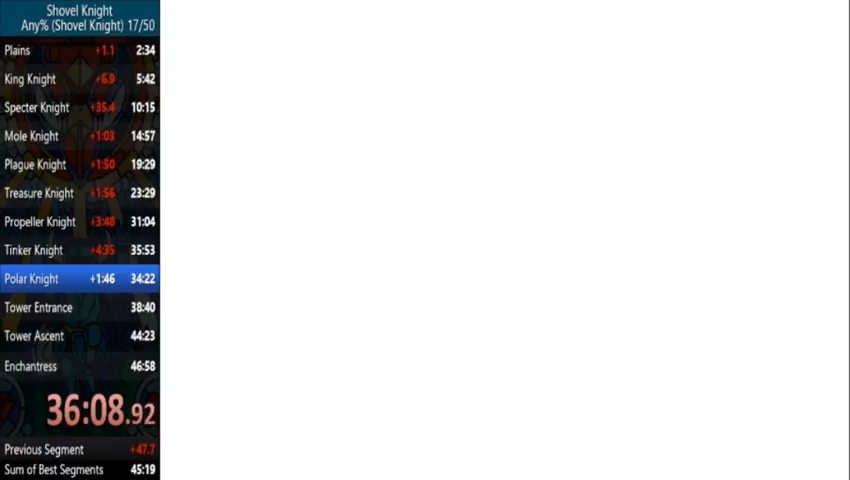 Shovel Knight
Any% (Shovel Knight) 17/50
Plains +1.1 2:34
King Knight +6.9 5:42
Specter Knight +35.4 10:15
Mole Knight +1:03 14:57
Plague Knight +1:50 19:29
Treasure Knight +1:56 23:29
Propeller Knight +3:48 31:04
Tinker Knight +4:35 35:53
Polar Knight +1:46 34:22
Tower Entrance 38:40
Tower Ascent 44:23
Enchantress 46:58
36:08.92
Previous Segment +47.7
Sum of Best Segments 45:19